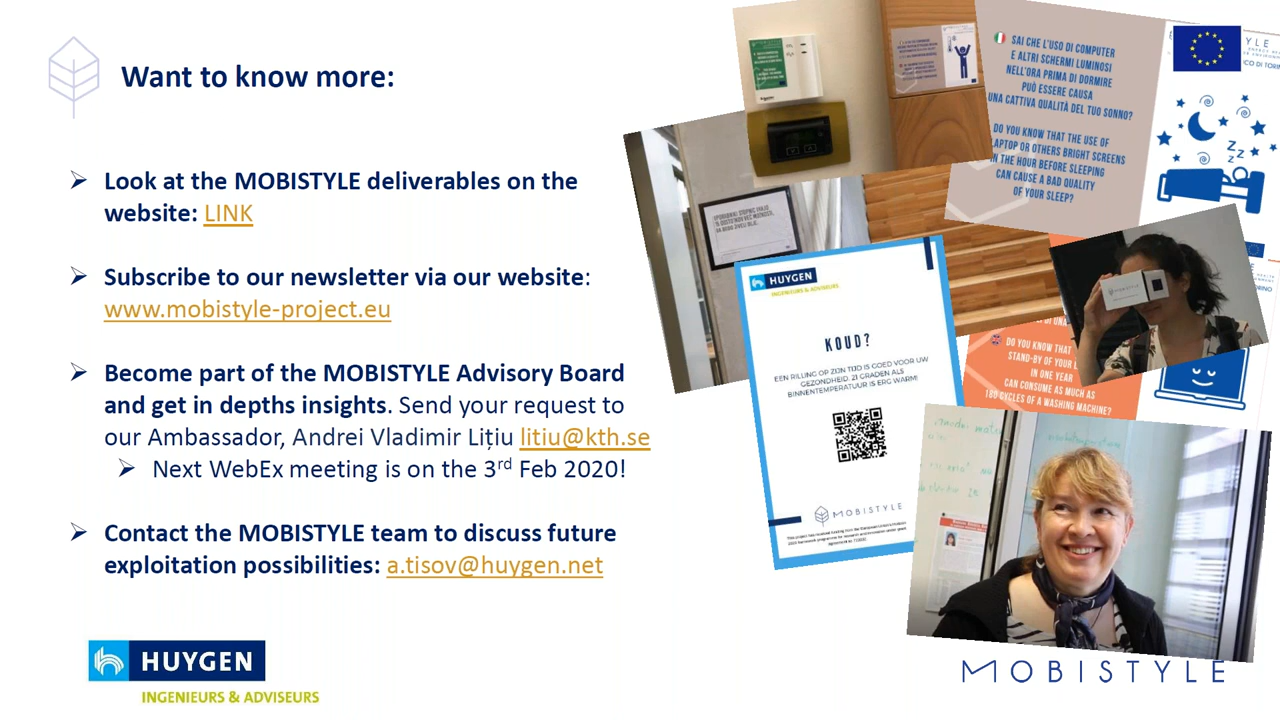 Want to know more:
➢ Look at the MOBISTYLE deliverables on the
website: LINK
➢ Subscribe to our newsletter via our website:
www.mobistyle-project.eu
➢ Become part of the MOBISTYLE Advisory Board
and get in depths insights. Send your request to
our Ambassador, Andrei Vladimir Lițiu litiu@kth.se
➢ Next WebEx meeting is on the 3rd Feb 2020!
➢ Contact the MOBISTYLE team to discuss future
exploitation possibilities: a.tisov@huygen.net
HUYGEN
INGENIEURS & ADVISEURS
SAI CHE L'USO DI COMPUTER
E ALTRI SCHERMI LUMINOSI
NELL'ORA PRIMA DI DORMIRE
PUÒ ESSERE CAUSA
UNA CATTIVA QUALITÀ DEL TUO SONNO?
DO YOU KNOW THAT THE USE OF
LAPTOP OR OTHERS BRIGHT SCREENS
IN THE HOUR BEFORE SLEEPING
CAN CAUSE A BAD QUALITY
OF YOUR SLEEP?
ZZ
Z
HUYGEN
INGENIEURS & ADVISEURS
KOUD?
EEN RILLING OP ZIJN TIJD IS GOED VOOR UW
GEZONDHEID. 21 GRADEN ALS
BINNENTEMPERATUUR IS ERG WARM!
MOBISTYLE
DO YOU KNOW THAT
STAND-BY OF YOUR
IN ONE YEAR
CAN CONSUME AS MUCH AS
180 CYCLES OF A WASHING MACHINE?
MOBISTYLE